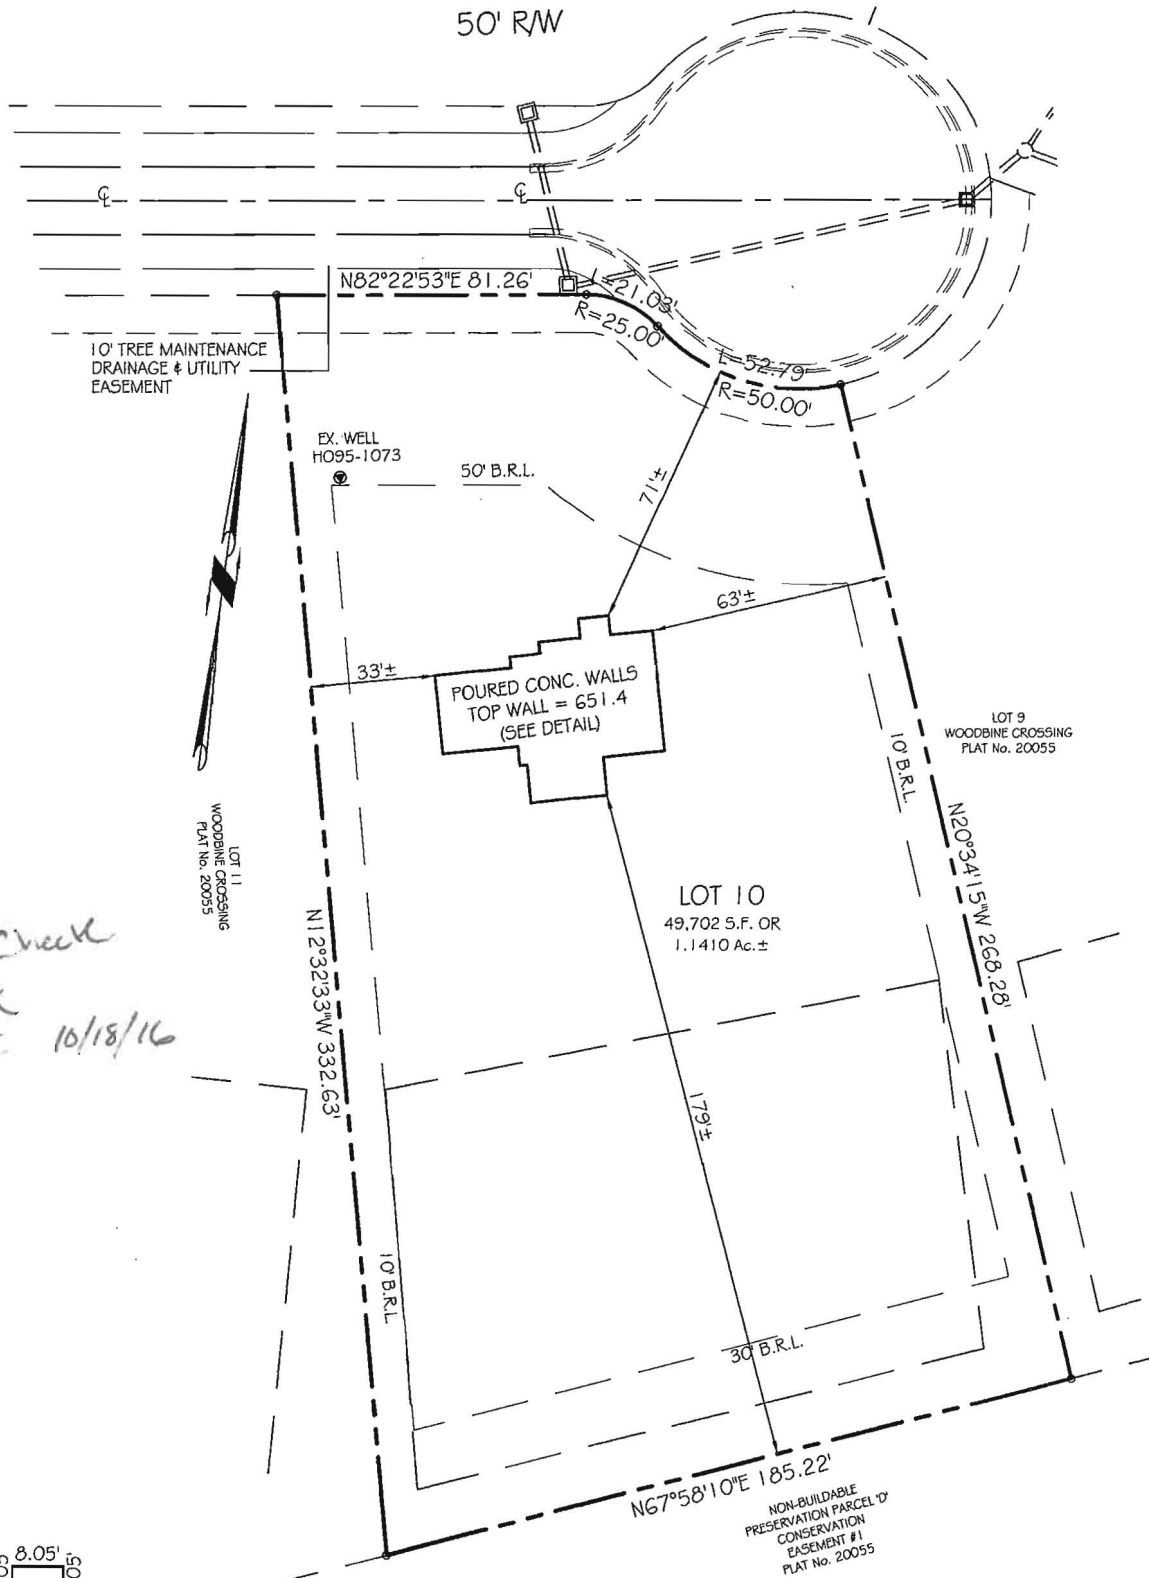 50' R/W
℄
℄
N82°22'53"E 81.26'
L=21.03'
R=25.00'
L=52.79'
R=50.00'
10' TREE MAINTENANCE
DRAINAGE & UTILITY
EASEMENT
EX. WELL
HO95-1073
50' B.R.L.
71'±
63'±
33'±
POURED CONC. WALLS
TOP WALL = 651.4
(SEE DETAIL)
LOT 9
WOODBINE CROSSING
PLAT No. 20055
10' B.R.L.
N20°34'15"W 268.28'
LOT 11
WOODBINE CROSSING
PLAT No. 20055
LOT 10
49,702 S.F. OR
1.1410 Ac.±
N12°32'33"W 332.63'
Check
10/18/16
179'±
10' B.R.L
30' B.R.L.
N67°58'10"E 185.22'
NON-BUILDABLE
PRESERVATION PARCEL 'D'
CONSERVATION
EASEMENT #1
PLAT No. 20055
8.05'